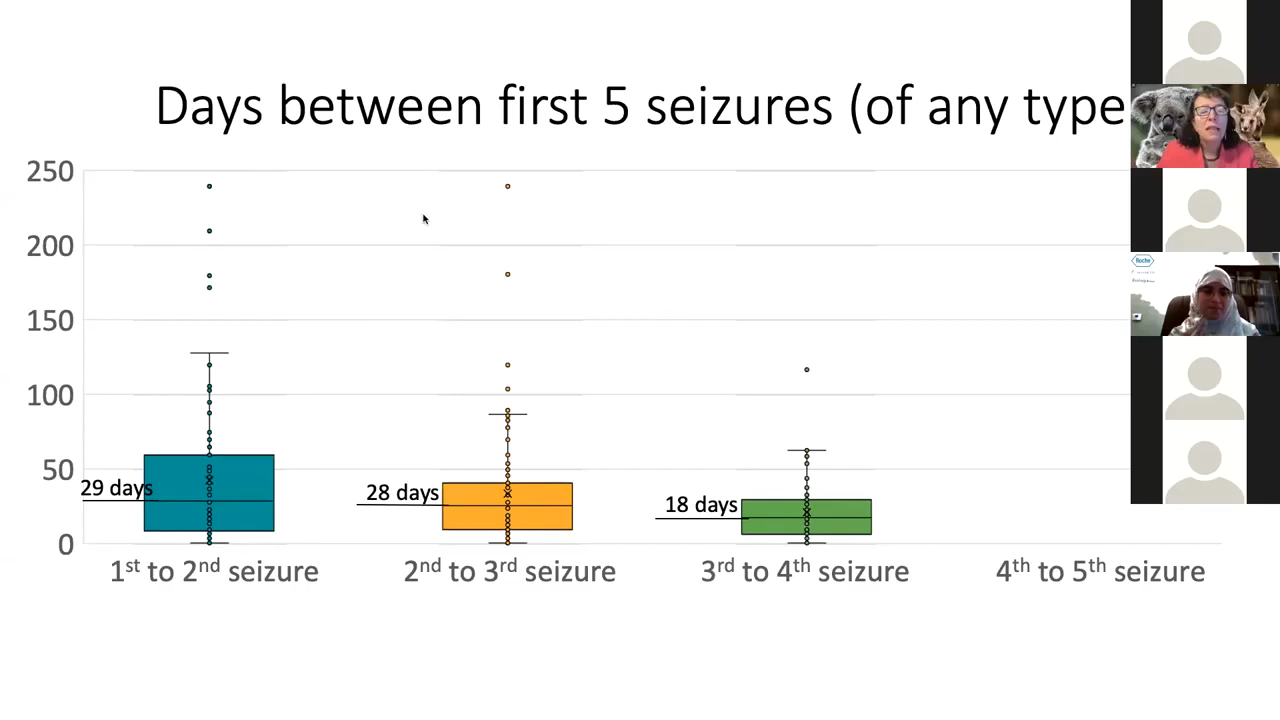 Days between first 5 seizures (of any type
250
200
150
100
50
0
29 days
28 days
18 days
1st to 2nd seizure
2nd to 3rd seizure
3rd to 4th seizure
4th to 5th seizure
Roche